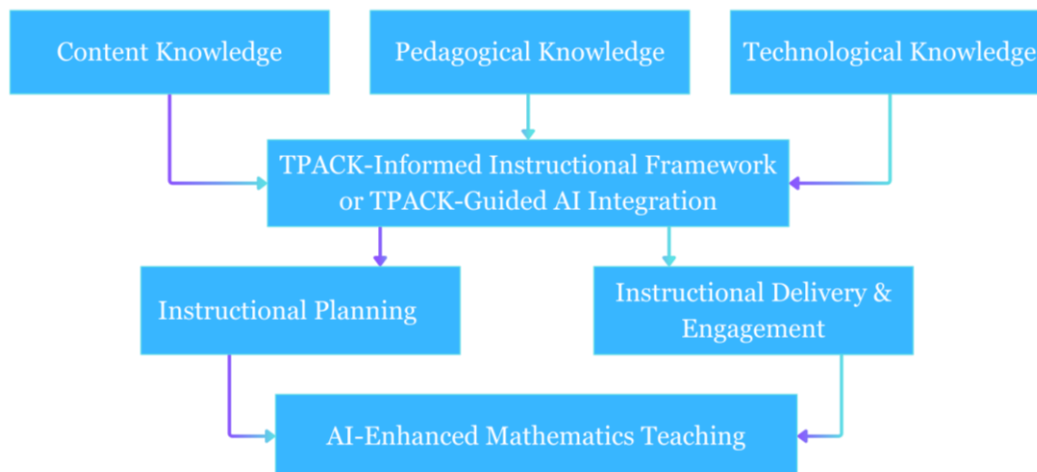 Content Knowledge
Pedagogical Knowledge
Technological Knowledge
TPACK-Informed Instructional Framework
or TPACK-Guided AI Integration
Instructional Planning
Instructional Delivery &
Engagement
AI-Enhanced Mathematics Teaching